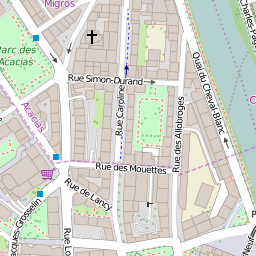 Migros
Parc des
Acacias
Rue Simon-Durand
Rue Caroline
Quai du Cheval-Blanc
Acacias
Rue des Allobroges
Rue des Mouettes
Rue de Lancy